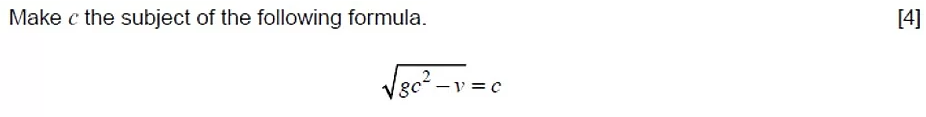 Make c the subject of the following formula. [4]
√gc² − v = c